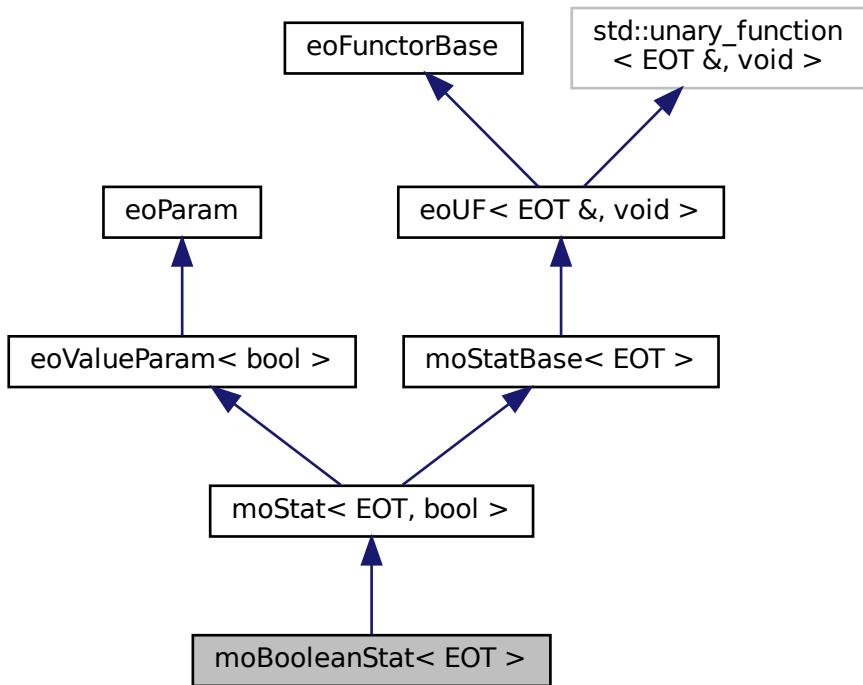 eoFunctorBase
std::unary_function
< EOT &, void >
eoParam
eoUF< EOT &, void >
eoValueParam< bool >
moStatBase< EOT >
moStat< EOT, bool >
moBooleanStat< EOT >